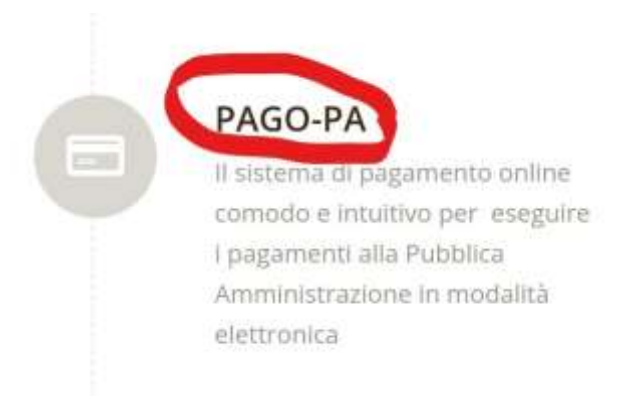 PAGO-PA
Il sistema di pagamento online
comodo e intuitivo per eseguire
i pagamenti alla Pubblica
Amministrazione in modalità
elettronica